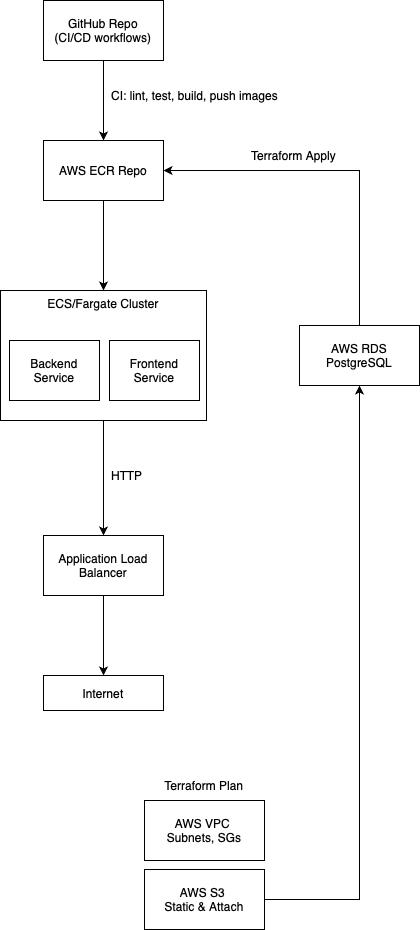 GitHub Repo
(CI/CD workflows)
CI: lint, test, build, push images
Terraform Apply
AWS ECR Repo
ECS/Fargate Cluster
Backend
Service
Frontend
Service
AWS RDS
PostgreSQL
HTTP
Application Load
Balancer
Internet
Terraform Plan
AWS VPC
Subnets, SGs
AWS S3
Static & Attach